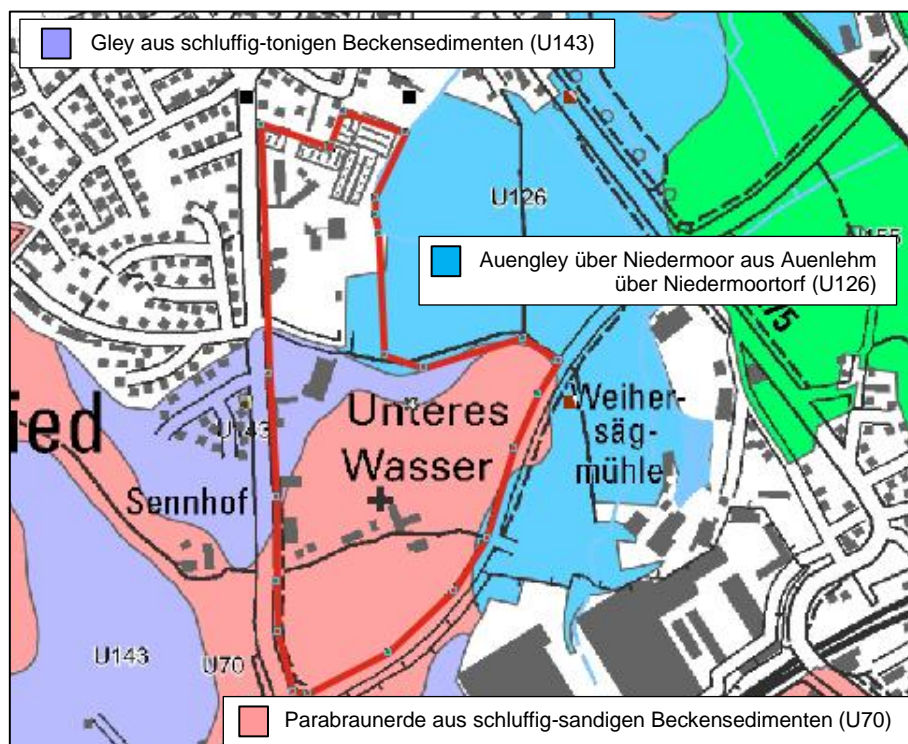 Gley aus schluffig-tonigen Beckensedimenten (U143)
U126
Auengley über Niedermoor aus Auenlehm
über Niedermoortorf (U126)
ied
U143
Unteres
Wasser
Weiher-
säg-
mühle
Sennhof
U143
U70
Parabraunerde aus schluffig-sandigen Beckensedimenten (U70)